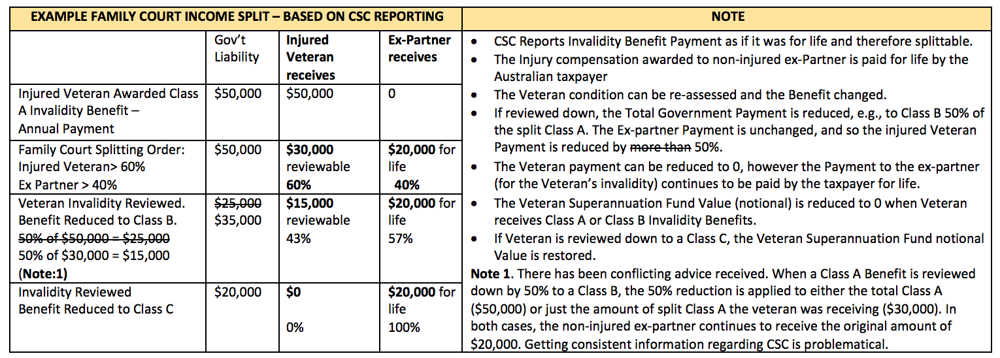 EXAMPLE FAMILY COURT INCOME SPLIT – BASED ON CSC REPORTING
NOTE
Gov’t
Liability
Injured
Veteran
receives
Ex-Partner
receives
Injured Veteran Awarded Class
A Invalidity Benefit –
Annual Payment
$50,000
$50,000
0
Family Court Splitting Order:
Injured Veteran> 60%
Ex Partner > 40%
$50,000
$30,000
reviewable
60%
$20,000 for
life
40%
Veteran Invalidity Reviewed.
Benefit Reduced to Class B.
50% of $50,000 = $25,000
50% of $30,000 = $15,000
(Note:1)
$25,000
$35,000
$15,000
reviewable
43%
$20,000 for
life
57%
Invalidity Reviewed
Benefit Reduced to Class C
$20,000
$0
0%
$20,000 for
life
100%
• CSC Reports Invalidity Benefit Payment as if it was for life and therefore splittable.
• The Injury compensation awarded to non-injured ex-Partner is paid for life by the
Australian taxpayer
• The Veteran condition can be re-assessed and the Benefit changed.
• If reviewed down, the Total Government Payment is reduced, e.g., to Class B 50% of
the split Class A. The Ex-partner Payment is unchanged, and so the injured Veteran
Payment is reduced by more than 50%.
• The Veteran payment can be reduced to 0, however the Payment to the ex-partner
(for the Veteran’s invalidity) continues to be paid by the taxpayer for life.
• The Veteran Superannuation Fund Value (notional) is reduced to 0 when Veteran
receives Class A or Class B Invalidity Benefits.
• If Veteran is reviewed down to a Class C, the Veteran Superannuation Fund notional
Value is restored.
Note 1. There has been conflicting advice received. When a Class A Benefit is reviewed
down by 50% to a Class B, the 50% reduction is applied to either the total Class A
($50,000) or just the amount of split Class A the veteran was receiving ($30,000). In
both cases, the non-injured ex-partner continues to receive the original amount of
$20,000. Getting consistent information regarding CSC is problematical.